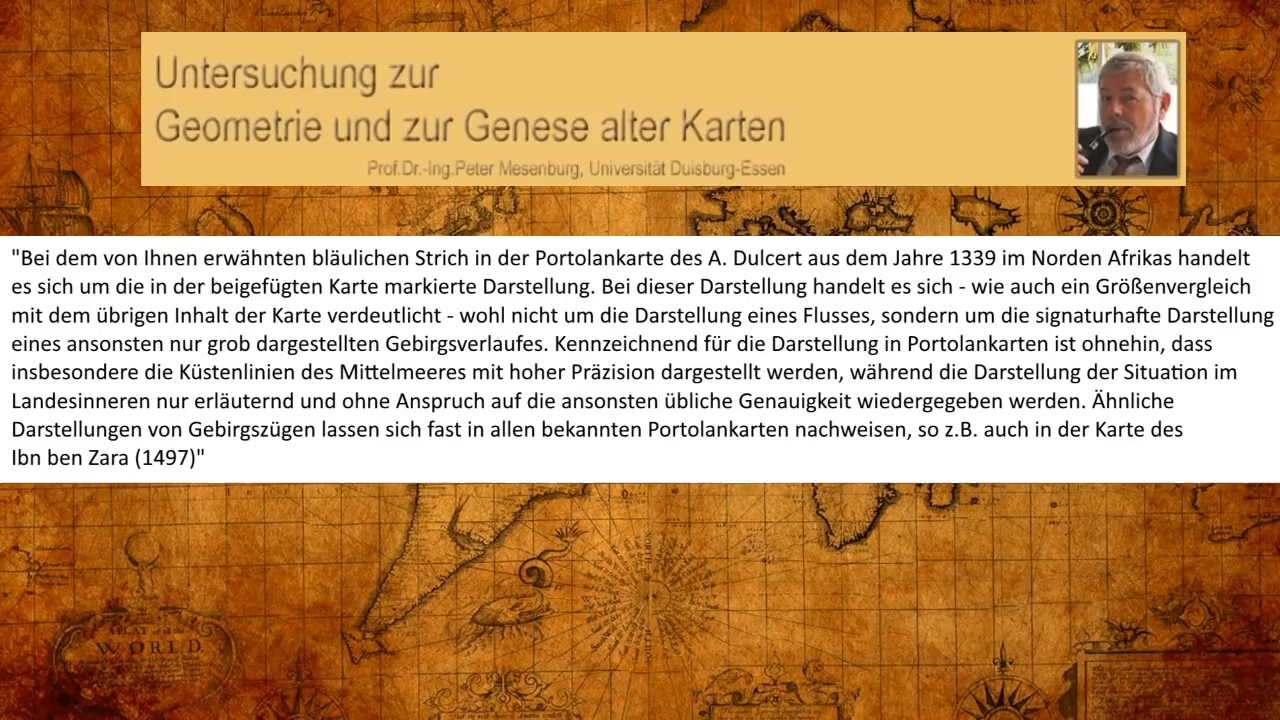 Untersuchung zur
Geometrie und zur Genese alter Karten
Prof.Dr.-Ing.Peter Mesenburg, Universität Duisburg-Essen
"Bei dem von Ihnen erwähnten bläulichen Strich in der Portolankarte des A. Dulcert aus dem Jahre 1339 im Norden Afrikas handelt
es sich um die in der beigefügten Karte markierte Darstellung. Bei dieser Darstellung handelt es sich - wie auch ein Größenvergleich
mit dem übrigen Inhalt der Karte verdeutlicht - wohl nicht um die Darstellung eines Flusses, sondern um die signaturhafte Darstellung
eines ansonsten nur grob dargestellten Gebirgsverlaufes. Kennzeichnend für die Darstellung in Portolankarten ist ohnehin, dass
insbesondere die Küstenlinien des Mittelmeeres mit hoher Präzision dargestellt werden, während die Darstellung der Situation im
Landesinneren nur erläuternd und ohne Anspruch auf die ansonsten übliche Genauigkeit wiedergegeben werden. Ähnliche
Darstellungen von Gebirgszügen lassen sich fast in allen bekannten Portolankarten nachweisen, so z.B. auch in der Karte des
Ibn ben Zara (1497)"
WORLD.